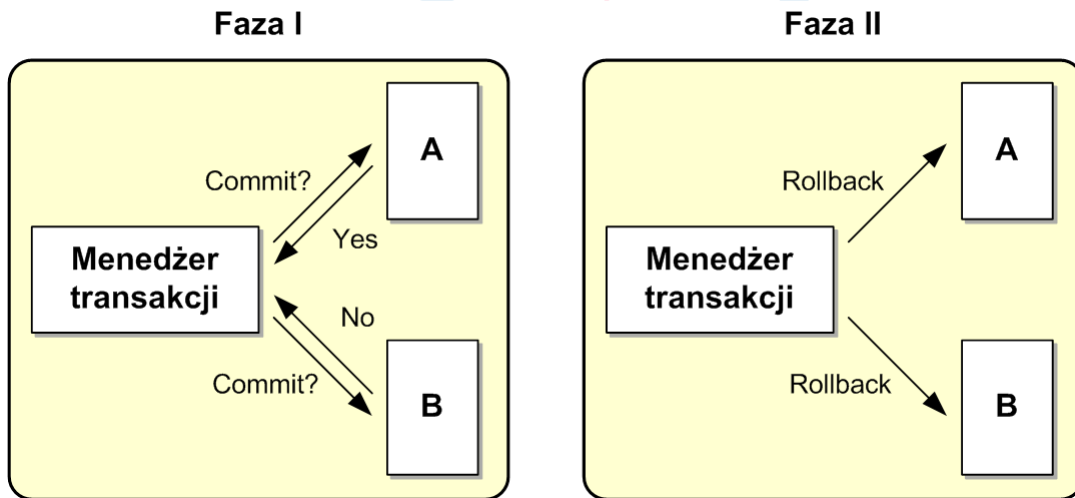 Faza I
Faza II
A
Commit?
Yes
Menedżer
transakcji
No
Commit?
B
A
Rollback
Menedżer
transakcji
Rollback
B